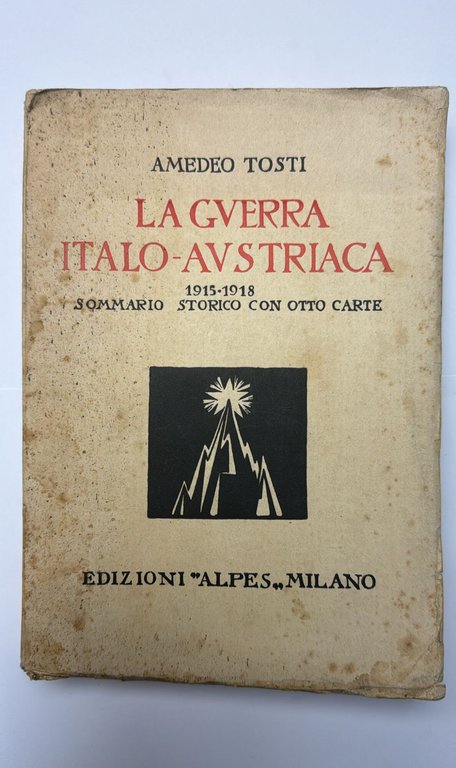 AMEDEO TOSTI
LA GVERRA
ITALO-AVSTRIACA
1915-1918
SOMMARIO STORICO CON OTTO CARTE
EDIZIONI "ALPES„ MILANO